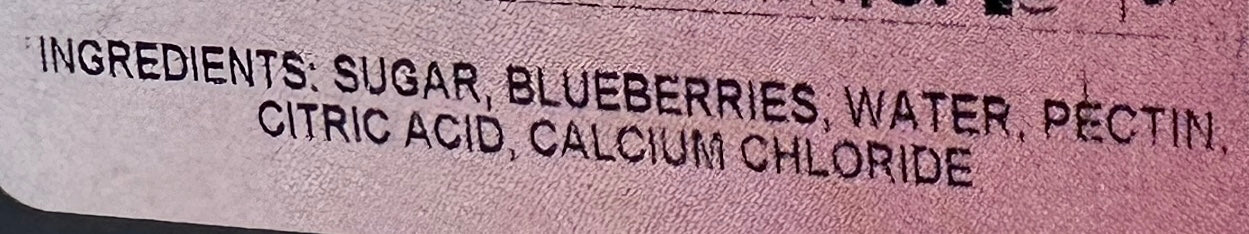 INGREDIENTS: SUGAR, BLUEBERRIES, WATER, PECTIN,
CITRIC ACID, CALCIUM CHLORIDE